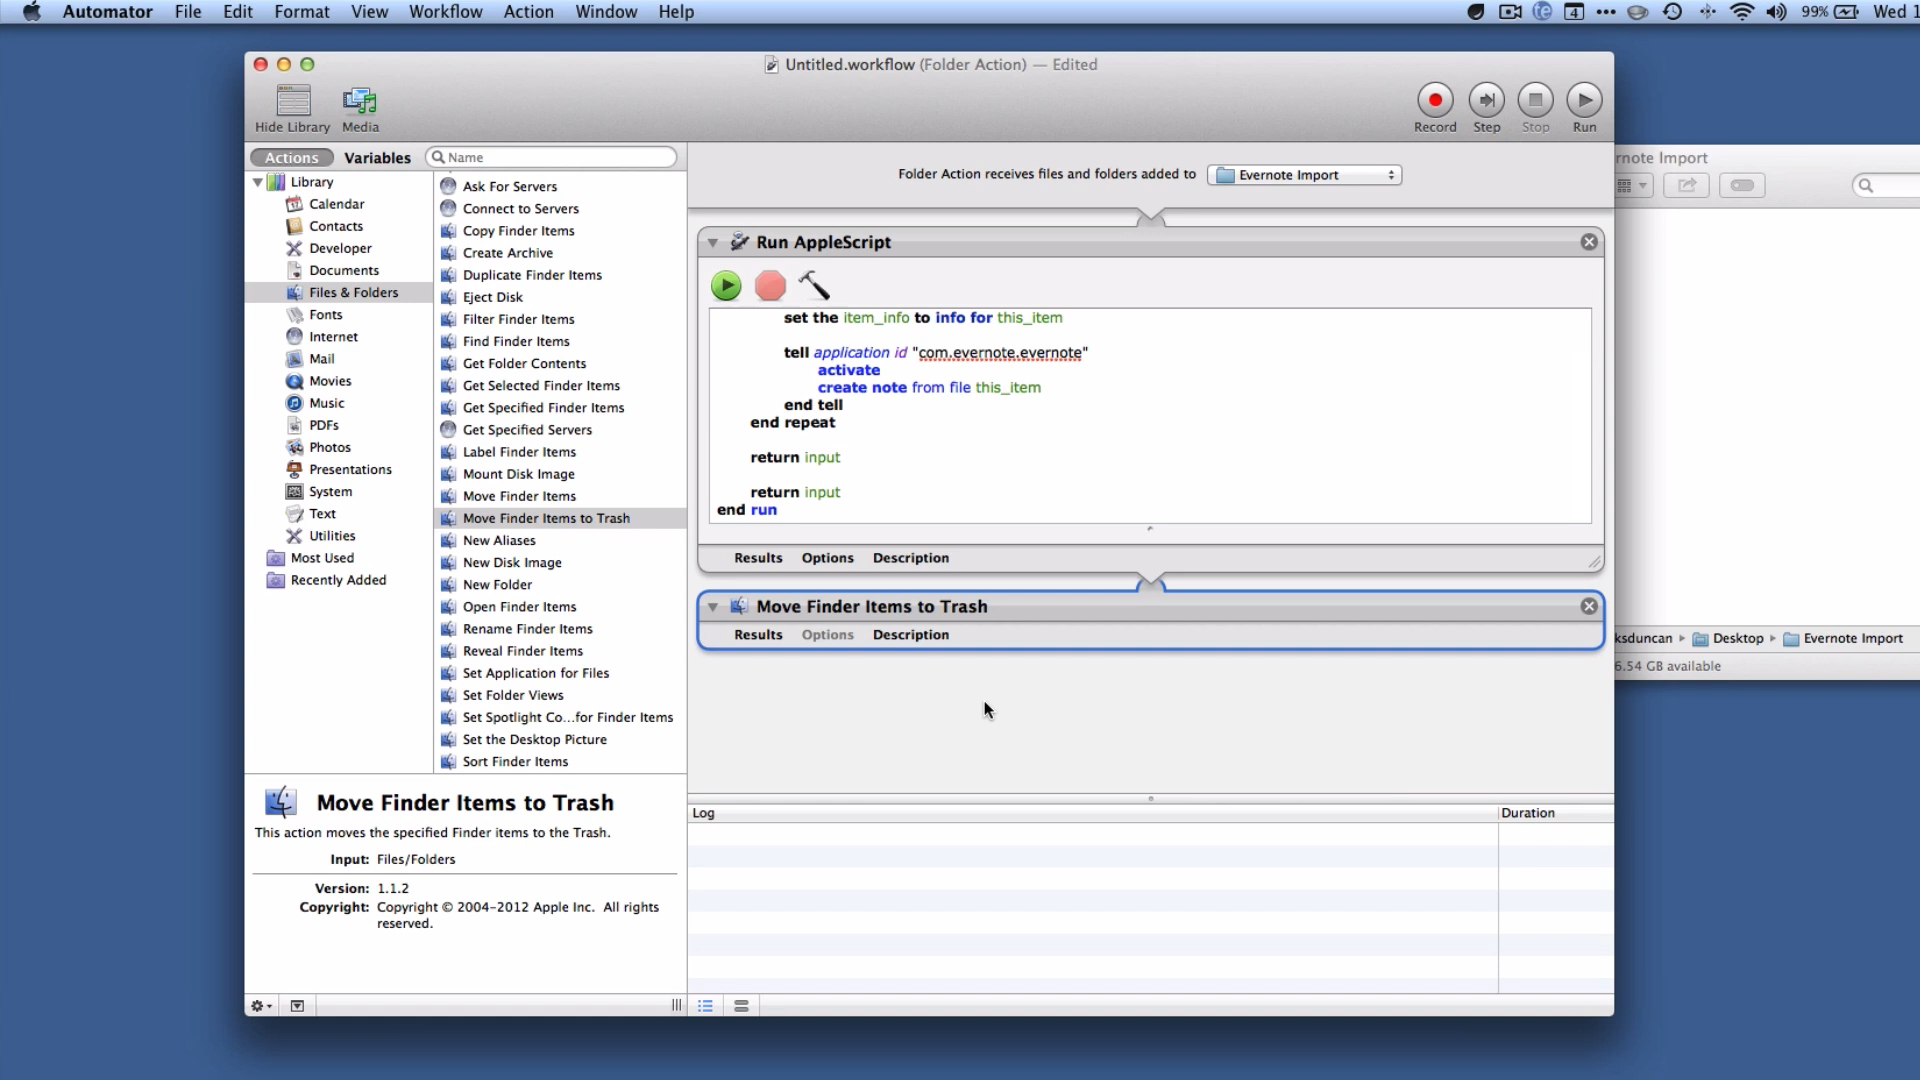 Automator File Edit Format View Workflow Action Window Help
4 99% Wed 1
Untitled.workflow (Folder Action) — Edited
Hide Library Media
Record Step Stop Run
Actions Variables Name
Library
Calendar
Contacts
Developer
Documents
Files & Folders
Fonts
Internet
Mail
Movies
Music
PDFs
Photos
Presentations
System
Text
Utilities
Most Used
Recently Added
Ask For Servers
Connect to Servers
Copy Finder Items
Create Archive
Duplicate Finder Items
Eject Disk
Filter Finder Items
Find Finder Items
Get Folder Contents
Get Selected Finder Items
Get Specified Finder Items
Get Specified Servers
Label Finder Items
Mount Disk Image
Move Finder Items
Move Finder Items to Trash
New Aliases
New Disk Image
New Folder
Open Finder Items
Rename Finder Items
Reveal Finder Items
Set Application for Files
Set Folder Views
Set Spotlight Co...for Finder Items
Set the Desktop Picture
Sort Finder Items
Move Finder Items to Trash
This action moves the specified Finder items to the Trash.
Input: Files/Folders
Version: 1.1.2
Copyright: Copyright © 2004-2012 Apple Inc. All rights
reserved.
Folder Action receives files and folders added to Evernote Import
Run AppleScript
set the item_info to info for this_item
tell application id "com.evernote.evernote"
activate
create note from file this_item
end tell
end repeat
return input
return input
end run
Results Options Description
Move Finder Items to Trash
Results Options Description
Log Duration
rnote Import
ksduncan Desktop Evernote Import
6.54 GB available